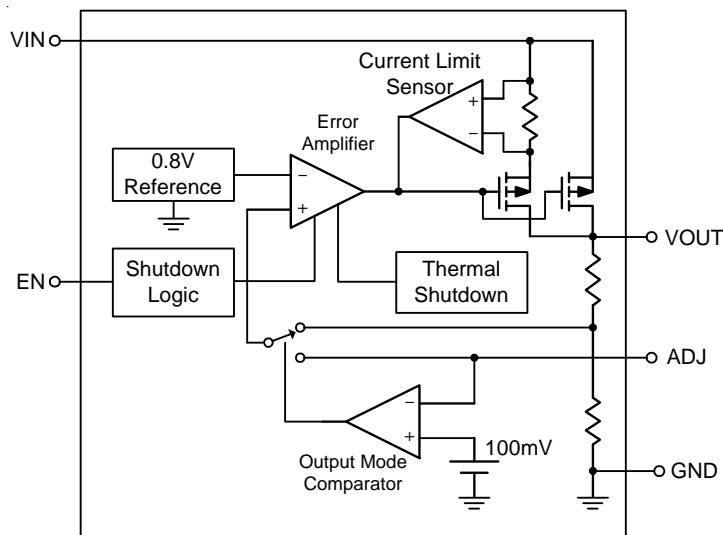 VIN
Current Limit
Sensor
+
−
Error
Amplifier
0.8V
Reference
−
+
VOUT
EN
Shutdown
Logic
Thermal
Shutdown
ADJ
−
+
100mV
Output Mode
Comparator
GND